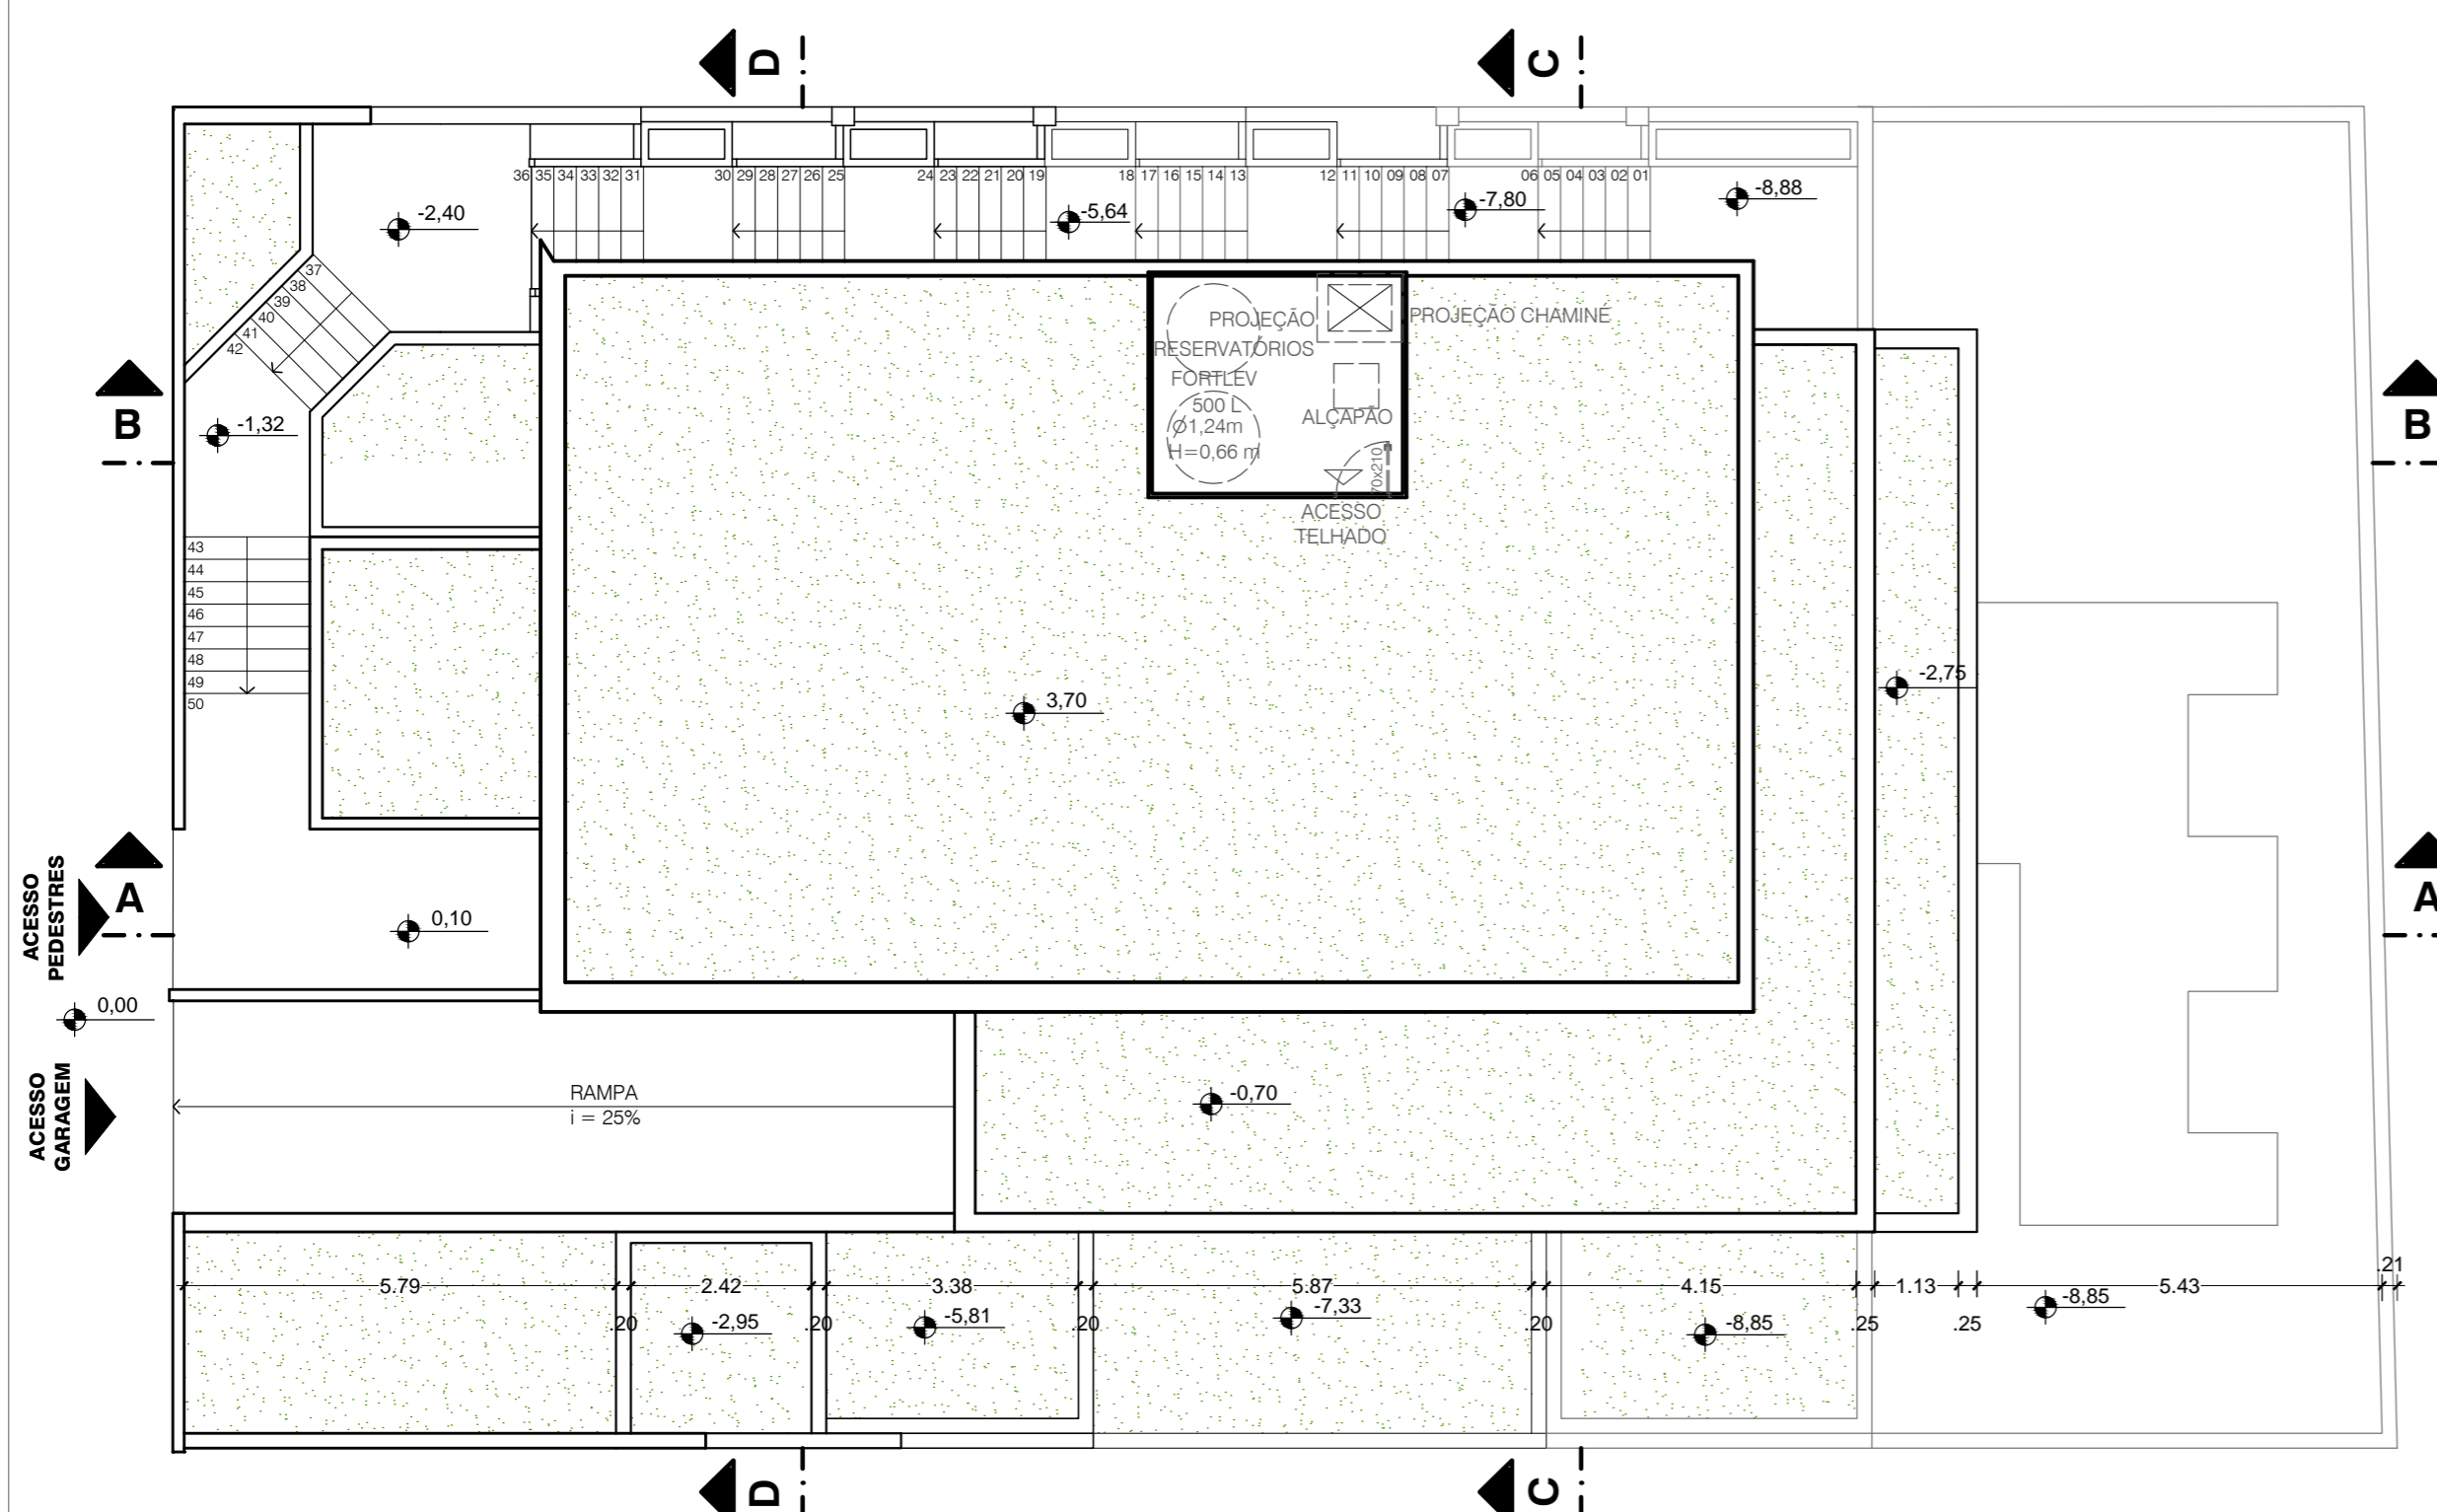 D
C
36 35 34 33 32 31
30 29 28 27 26 25
24 23 22 21 20 19
18 17 16 15 14 13
12 11 10 09 08 07
06 05 04 03 02 01
-2,40
-5,64
-7,80
-8,88
37
38
39
40
41
42
PROJEÇÃO
RESERVATÓRIOS
FORTLEV
500 L
Ø1,24m
H=0,66 m
PROJEÇÃO CHAMINÉ
ALÇAPÃO
70x210
ACESSO
TELHADO
B
B
-1,32
43
44
45
46
47
48
49
50
3,70
-2,75
ACESSO
PEDESTRES
A
A
0,10
0,00
ACESSO
GARAGEM
RAMPA
i = 25%
-0,70
5.79
2.42
3.38
5.87
4.15
1.13
5.43
.21
.20
-2,95
.20
-5,81
.20
-7,33
.20
-8,85
.25
.25
-8,85
D
C